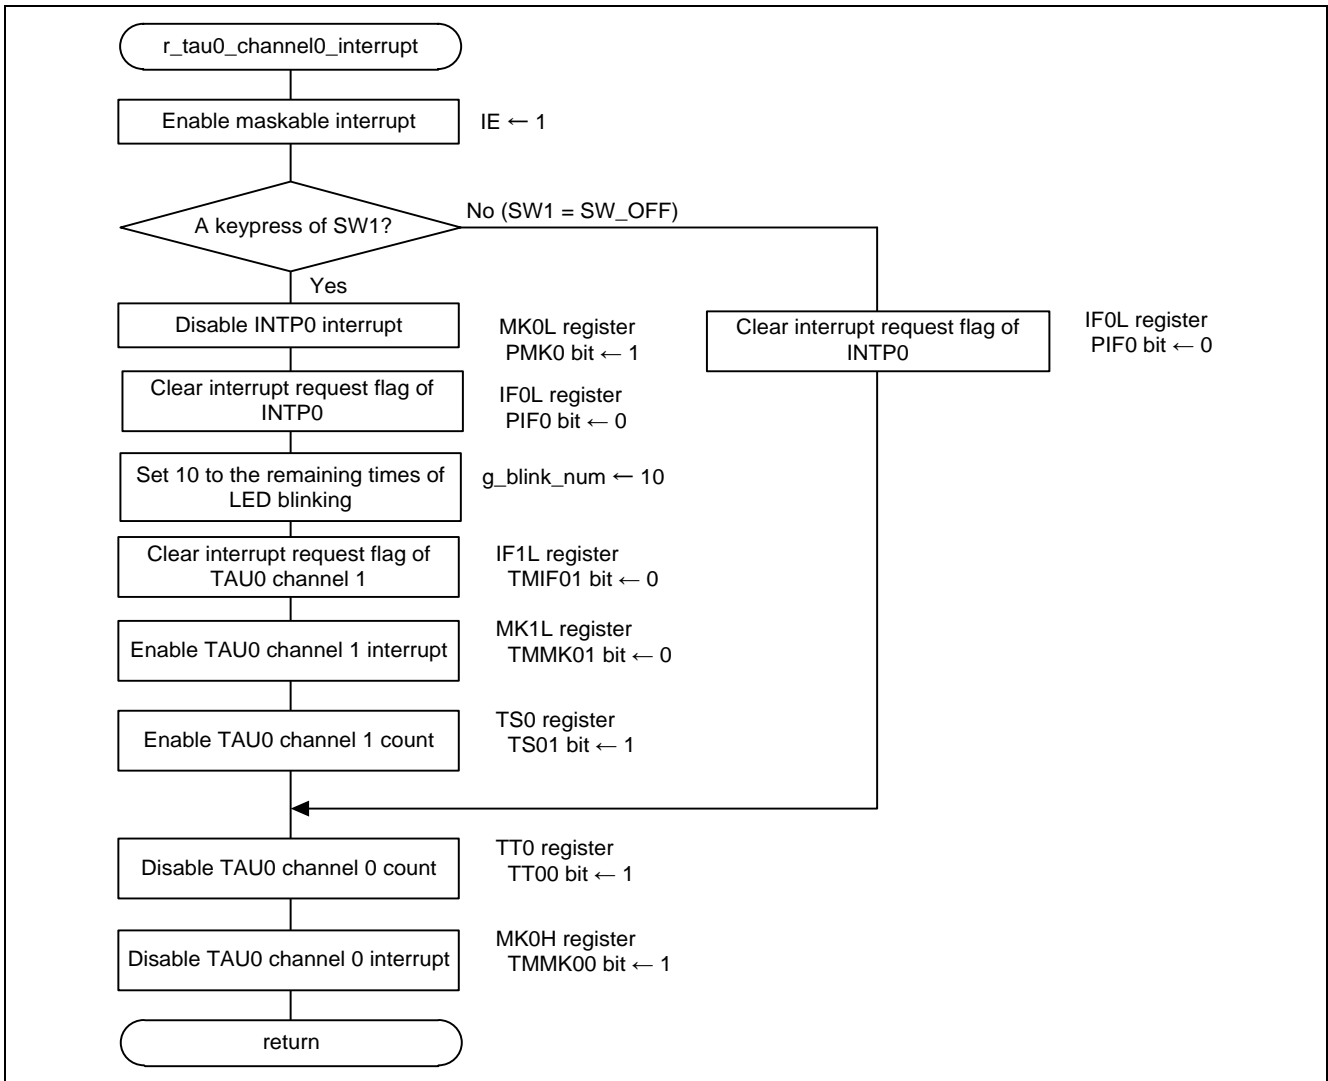 r_tau0_channel0_interrupt
Enable maskable interrupt
IE ← 1
A keypress of SW1?
No (SW1 = SW_OFF)
Yes
Disable INTP0 interrupt
MK0L register
PMK0 bit ← 1
Clear interrupt request flag of
INTP0
IF0L register
PIF0 bit ← 0
Clear interrupt request flag of
INTP0
IF0L register
PIF0 bit ← 0
Set 10 to the remaining times of
LED blinking
g_blink_num ← 10
Clear interrupt request flag of
TAU0 channel 1
IF1L register
TMIF01 bit ← 0
Enable TAU0 channel 1 interrupt
MK1L register
TMMK01 bit ← 0
Enable TAU0 channel 1 count
TS0 register
TS01 bit ← 1
Disable TAU0 channel 0 count
TT0 register
TT00 bit ← 1
Disable TAU0 channel 0 interrupt
MK0H register
TMMK00 bit ← 1
return